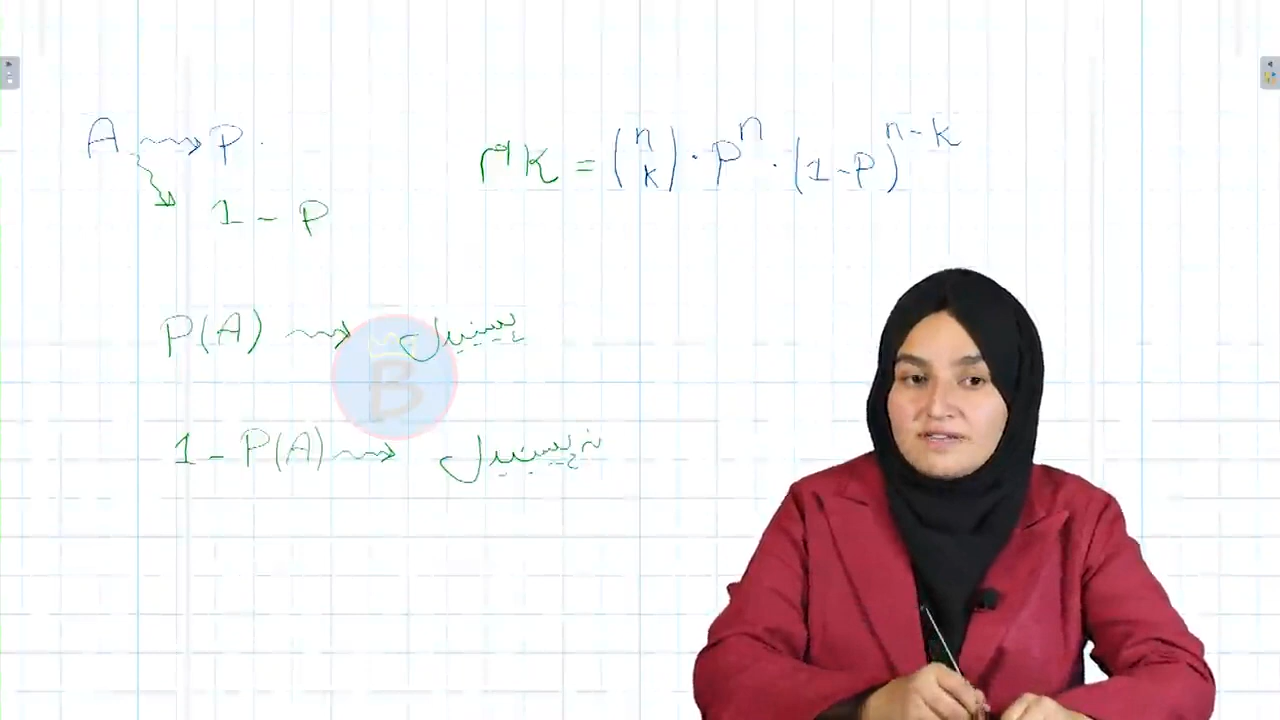 A ⇝ P.
1 - P
PK = (n k) · P^n · (1-P)^(n-k)
P(A) ⇝ پیښیدل
B
1 - P(A) ⇝ نه پیښیدل